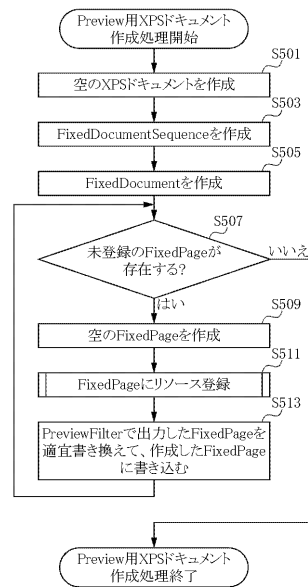 Preview用XPSドキュメント
作成処理開始
S501
空のXPSドキュメントを作成
S503
FixedDocumentSequenceを作成
S505
FixedDocumentを作成
S507
未登録のFixedPageが
存在する?
いいえ
はい
S509
空のFixedPageを作成
S511
FixedPageにリソース登録
S513
PreviewFilterで出力したFixedPageを
適宜書き換えて、作成したFixedPage
に書き込む
Preview用XPSドキュメント
作成処理終了